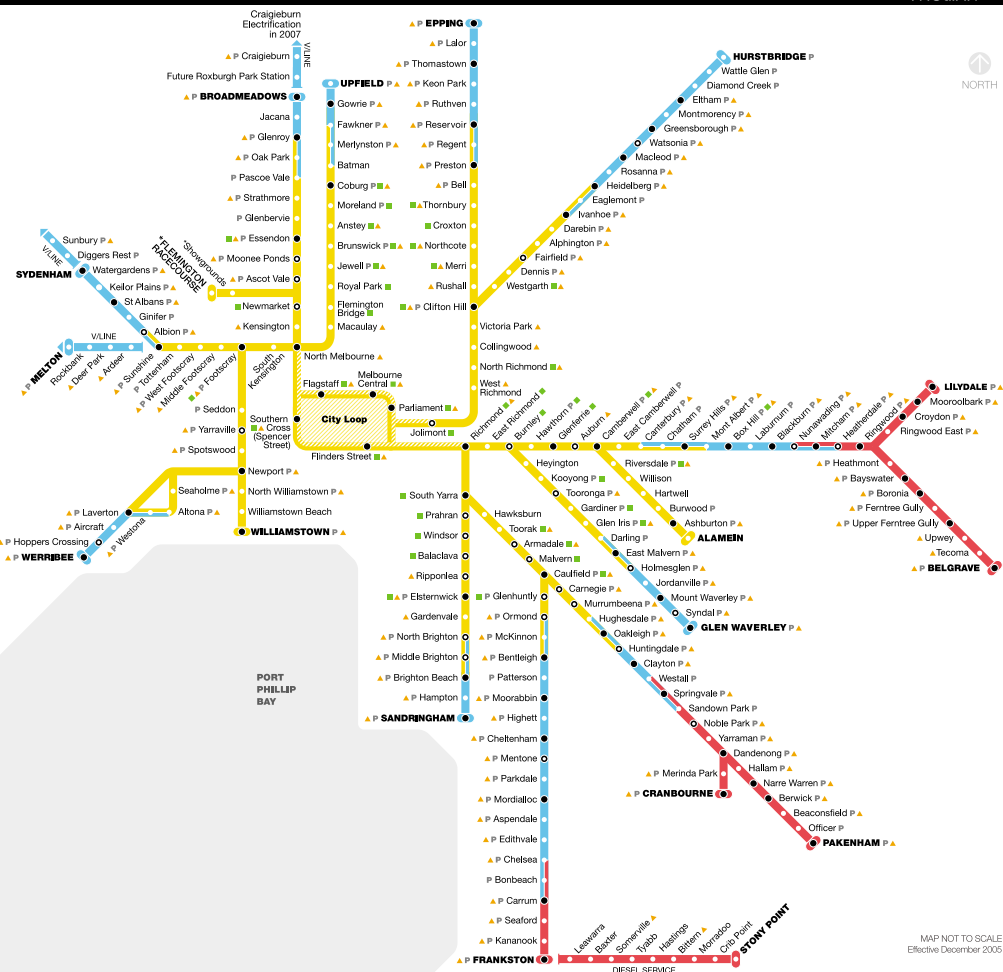 Craigieburn
Electrification
in 2007
V/LINE
P Craigieburn
Future Roxburgh Park Station
P BROADMEADOWS
Jacana
P Glenroy
P Oak Park
P Pascoe Vale
P Strathmore
P Glenbervie
P Essendon
P Moonee Ponds
P Ascot Vale
Newmarket
Kensington
*Showgrounds
*FLEMINGTON
RACECOURSE
UPFIELD P
Gowrie P
Fawkner P
Merlynston P
Batman
Coburg P
Moreland P
Anstey
Brunswick P
Jewell P
Royal Park
Flemington
Bridge
Macaulay
P EPPING
P Lalor
P Thomastown
P Keon Park
P Ruthven
P Reservoir
P Regent
P Preston
P Bell
Thornbury
Croxton
Northcote
Merri
Rushall
P Clifton Hill
Victoria Park
Collingwood
North Richmond
West
Richmond
HURSTBRIDGE P
Wattle Glen P
Diamond Creek P
Eltham P
Montmorency P
Greensborough P
Watsonia P
Macleod P
Rosanna P
Heidelberg P
Eaglemont P
Ivanhoe P
Darebin P
Alphington P
Fairfield P
Dennis P
Westgarth
NORTH
Sunbury P
V/LINE
Diggers Rest P
SYDENHAM
Watergardens P
Keilor Plains P
St Albans P
Ginifer P
Albion P
V/LINE
P MELTON
Rockbank
Deer Park
Ardeer
P Sunshine
P Tottenham
P West Footscray
Middle Footscray
P Footscray
South
Kensington
North Melbourne
Flagstaff
Melbourne
Central
Parliament
City Loop
Jolimont
Southern
Cross
(Spencer
Street)
Flinders Street
P Seddon
P Yarraville
P Spotswood
Newport P
Seaholme P
North Williamstown P
P Laverton
Altona P
Williamstown Beach
P Aircraft
P Westona
WILLIAMSTOWN P
P Hoppers Crossing
P WERRIBEE
Richmond
East Richmond
Burnley
Hawthorn P
Glenferrie
Auburn
Camberwell P
East Camberwell P
Canterbury P
Chatham P
Surrey Hills P
Mont Albert P
Box Hill P
Laburnum P
Blackburn P
Nunawading P
Mitcham P
Heatherdale P
Ringwood P
LILYDALE P
Mooroolbark P
Croydon P
Ringwood East P
P Heathmont
P Bayswater
P Boronia
P Ferntree Gully
P Upper Ferntree Gully
Upwey
Tecoma
P BELGRAVE
Riversdale P
Willison
Hartwell
Burwood P
Ashburton P
ALAMEIN
Heyington
Kooyong P
Tooronga P
Gardiner P
Glen Iris P
Darling P
East Malvern P
Holmesglen P
Jordanville P
Mount Waverley P
Syndal P
GLEN WAVERLEY P
South Yarra
Prahran
Windsor
Balaclava
Ripponlea
P Elsternwick
Gardenvale
P North Brighton
P Middle Brighton
P Brighton Beach
P Hampton
P SANDRINGHAM
Hawksburn
Toorak
Armadale
Malvern
Caulfield P
Carnegie P
Murrumbeena P
Hughesdale P
Oakleigh P
Huntingdale P
Clayton P
Westall P
Springvale P
Sandown Park P
Noble Park P
Yarraman P
Dandenong P
Hallam P
Narre Warren P
Berwick P
Beaconsfield P
Officer P
PAKENHAM P
P Merinda Park
P CRANBOURNE
P Glenhuntly
P Ormond
P McKinnon
P Bentleigh
P Patterson
P Moorabbin
P Highett
P Cheltenham
P Mentone
P Parkdale
P Mordialloc
P Aspendale
P Edithvale
P Chelsea
P Bonbeach
P Carrum
P Seaford
P Kananook
P FRANKSTON
Leawarra
Baxter
Somerville
Tyabb
Hastings
Bittern
Morradoo
Crib Point
STONY POINT
DIESEL SERVICE
PORT
PHILLIP
BAY
MAP NOT TO SCALE
Effective December 2005